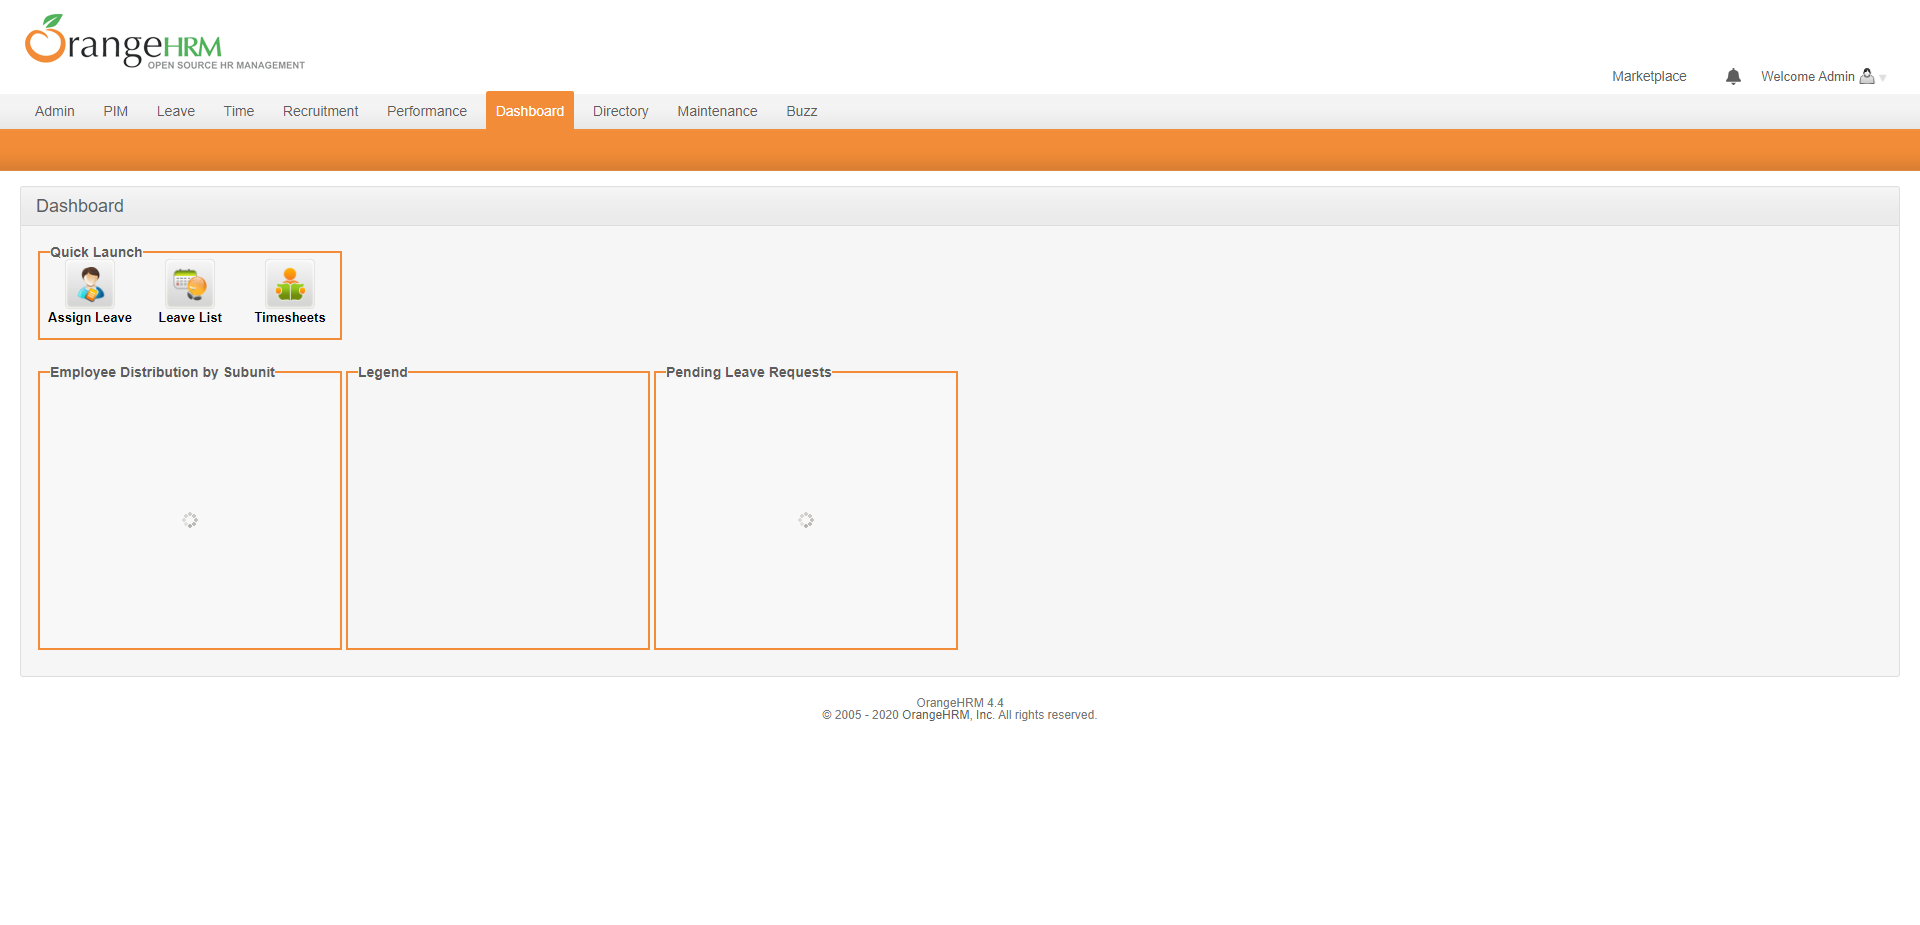 OrangeHRM
OPEN SOURCE HR MANAGEMENT
Marketplace
Welcome Admin
Admin PIM Leave Time Recruitment Performance Dashboard Directory Maintenance Buzz
Dashboard
Quick Launch
Assign Leave Leave List Timesheets
Employee Distribution by Subunit Legend Pending Leave Requests
OrangeHRM 4.4
© 2005 - 2020 OrangeHRM, Inc. All rights reserved.